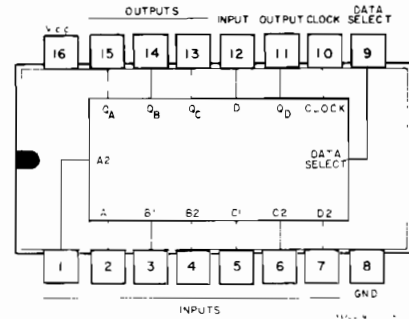 OUTPUTS INPUT OUTPUT CLOCK DATA SELECT
Vcc
16 15 14 13 12 11 10 9
QA QB QC D QD CLOCK
A2 DATA SELECT
A B1 B2 C1 C2 D2
1 2 3 4 5 6 7 8
GND
INPUTS